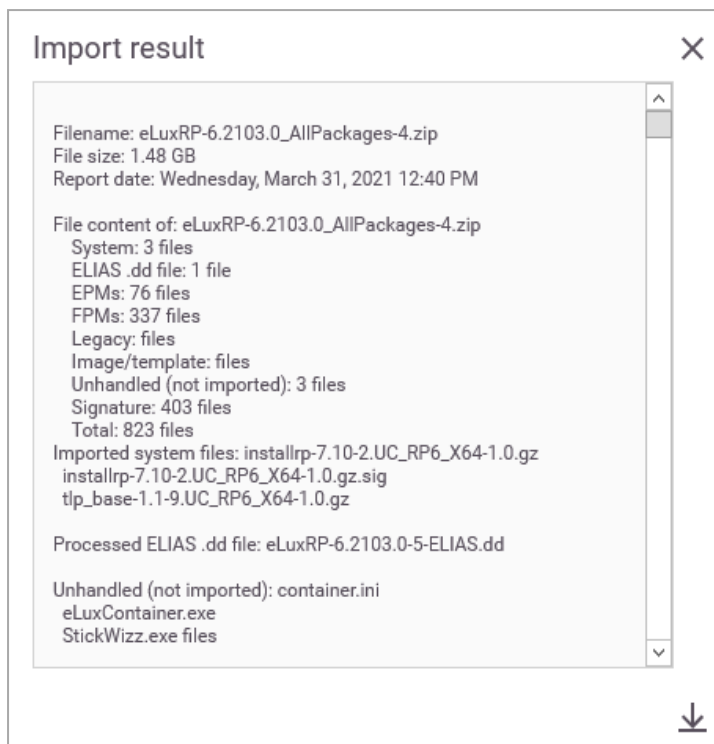 Import result
Filename: eLuxRP-6.2103.0_AllPackages-4.zip
File size: 1.48 GB
Report date: Wednesday, March 31, 2021 12:40 PM
File content of: eLuxRP-6.2103.0_AllPackages-4.zip
System: 3 files
ELIAS .dd file: 1 file
EPMs: 76 files
FPMs: 337 files
Legacy: files
Image/template: files
Unhandled (not imported): 3 files
Signature: 403 files
Total: 823 files
Imported system files: installrp-7.10-2.UC_RP6_X64-1.0.gz
installrp-7.10-2.UC_RP6_X64-1.0.gz.sig
tlp_base-1.1-9.UC_RP6_X64-1.0.gz
Processed ELIAS .dd file: eLuxRP-6.2103.0-5-ELIAS.dd
Unhandled (not imported): container.ini
eLuxContainer.exe
StickWizz.exe files